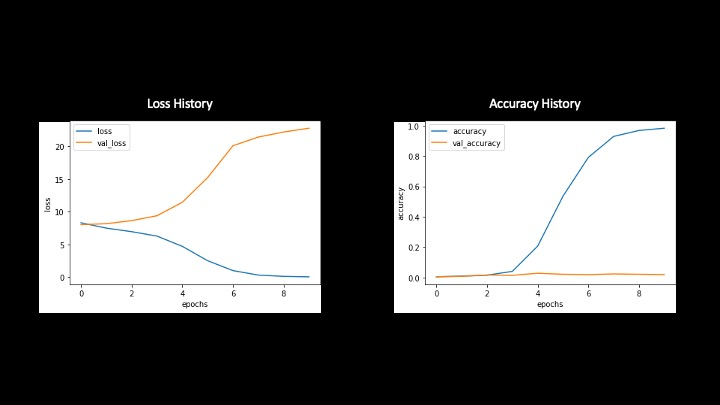 Loss History
loss
val_loss
20
15
10
5
0
loss
0 2 4 6 8
epochs
Accuracy History
accuracy
val_accuracy
1.0
0.8
0.6
0.4
0.2
0.0
accuracy
0 2 4 6 8
epochs